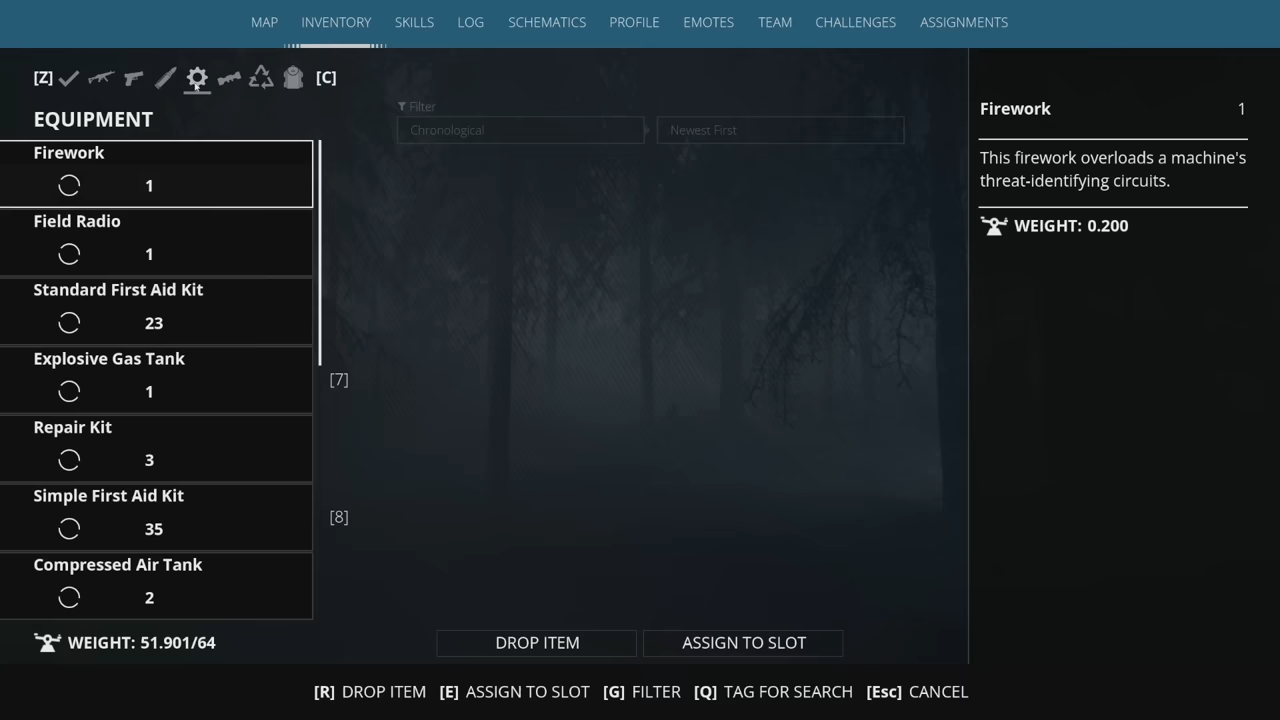 MAP INVENTORY SKILLS LOG SCHEMATICS PROFILE EMOTES TEAM CHALLENGES ASSIGNMENTS
[Z] [C]
EQUIPMENT
Firework
1
Field Radio
1
Standard First Aid Kit
23
Explosive Gas Tank
1
Repair Kit
3
Simple First Aid Kit
35
Compressed Air Tank
2
WEIGHT: 51.901/64
Filter
Chronological Newest First
[7]
[8]
DROP ITEM ASSIGN TO SLOT
Firework 1
This firework overloads a machine's
threat-identifying circuits.
WEIGHT: 0.200
[R] DROP ITEM [E] ASSIGN TO SLOT [G] FILTER [Q] TAG FOR SEARCH [Esc] CANCEL